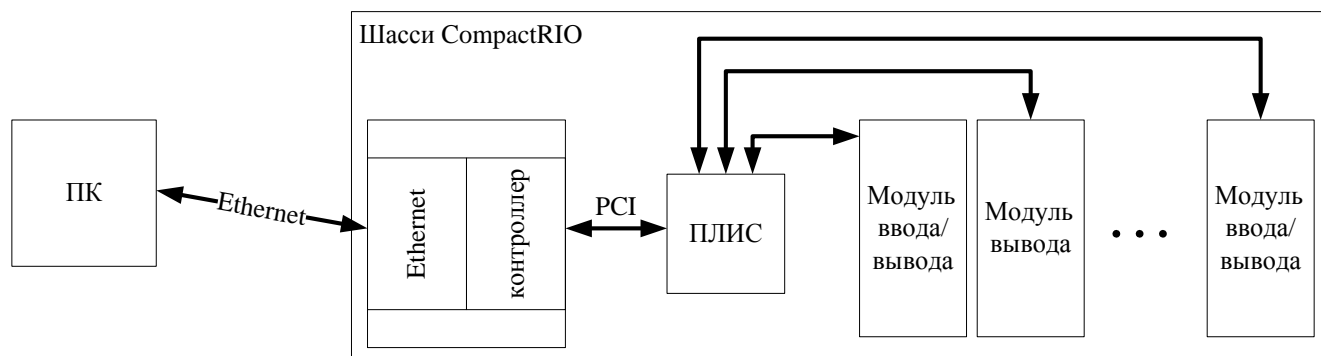 Шасси CompactRIO
ПК
Ethernet
Ethernet
контроллер
PCI
ПЛИС
Модуль
ввода/
вывода
Модуль
вывода
• • •
Модуль
ввода/
вывода